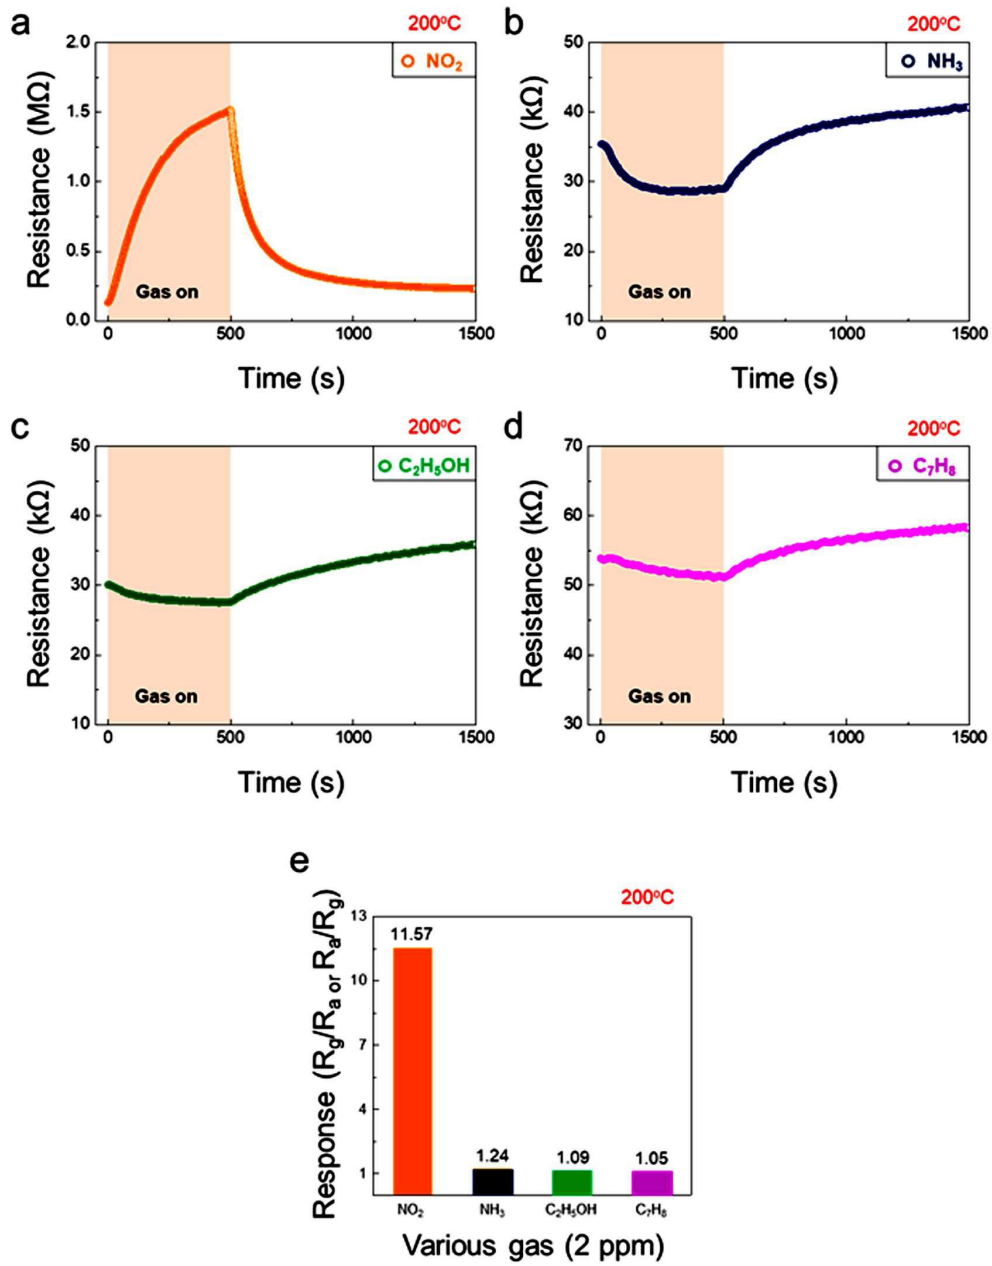 a
200°C
NO₂
Resistance (MΩ)
2.0
1.5
1.0
0.5
0.0
Gas on
0 500 1000 1500
Time (s)
b
200°C
NH₃
Resistance (kΩ)
50
40
30
20
10
Gas on
0 500 1000 1500
Time (s)
c
200°C
C₂H₅OH
Resistance (kΩ)
50
40
30
20
10
Gas on
0 500 1000 1500
Time (s)
d
200°C
C₇H₈
Resistance (kΩ)
70
60
50
40
30
Gas on
0 500 1000 1500
Time (s)
e
200°C
Response (Rg/Ra or Ra/Rg)
13
10
7
4
1
11.57
1.24
1.09
1.05
NO₂ NH₃ C₂H₅OH C₇H₈
Various gas (2 ppm)